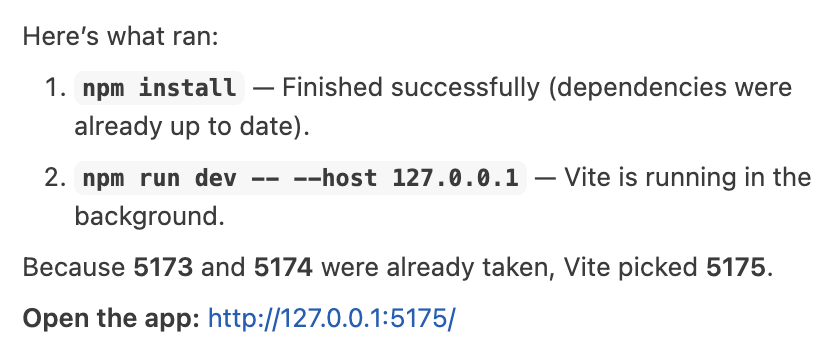 Here’s what ran:
1. npm install — Finished successfully (dependencies were
already up to date).
2. npm run dev -- --host 127.0.0.1 — Vite is running in the
background.
Because 5173 and 5174 were already taken, Vite picked 5175.
Open the app: http://127.0.0.1:5175/